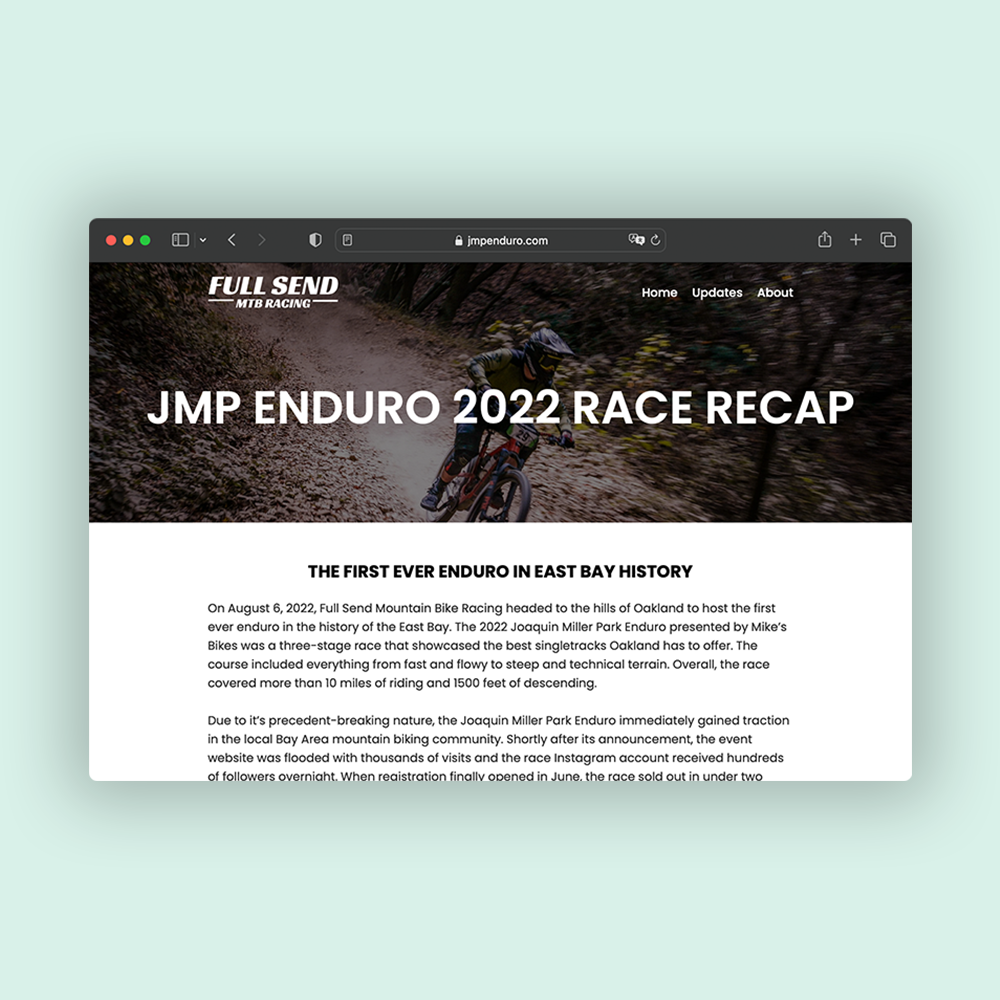 jmpenduro.com
FULL SEND
MTB RACING
Home Updates About
JMP ENDURO 2022 RACE RECAP
THE FIRST EVER ENDURO IN EAST BAY HISTORY
On August 6, 2022, Full Send Mountain Bike Racing headed to the hills of Oakland to host the first
ever enduro in the history of the East Bay. The 2022 Joaquin Miller Park Enduro presented by Mike's
Bikes was a three-stage race that showcased the best singletracks Oakland has to offer. The
course included everything from fast and flowy to steep and technical terrain. Overall, the race
covered more than 10 miles of riding and 1500 feet of descending.
Due to it's precedent-breaking nature, the Joaquin Miller Park Enduro immediately gained traction
in the local Bay Area mountain biking community. Shortly after its announcement, the event
website was flooded with thousands of visits and the race Instagram account received hundreds
of followers overnight. When registration finally opened in June, the race sold out in under two